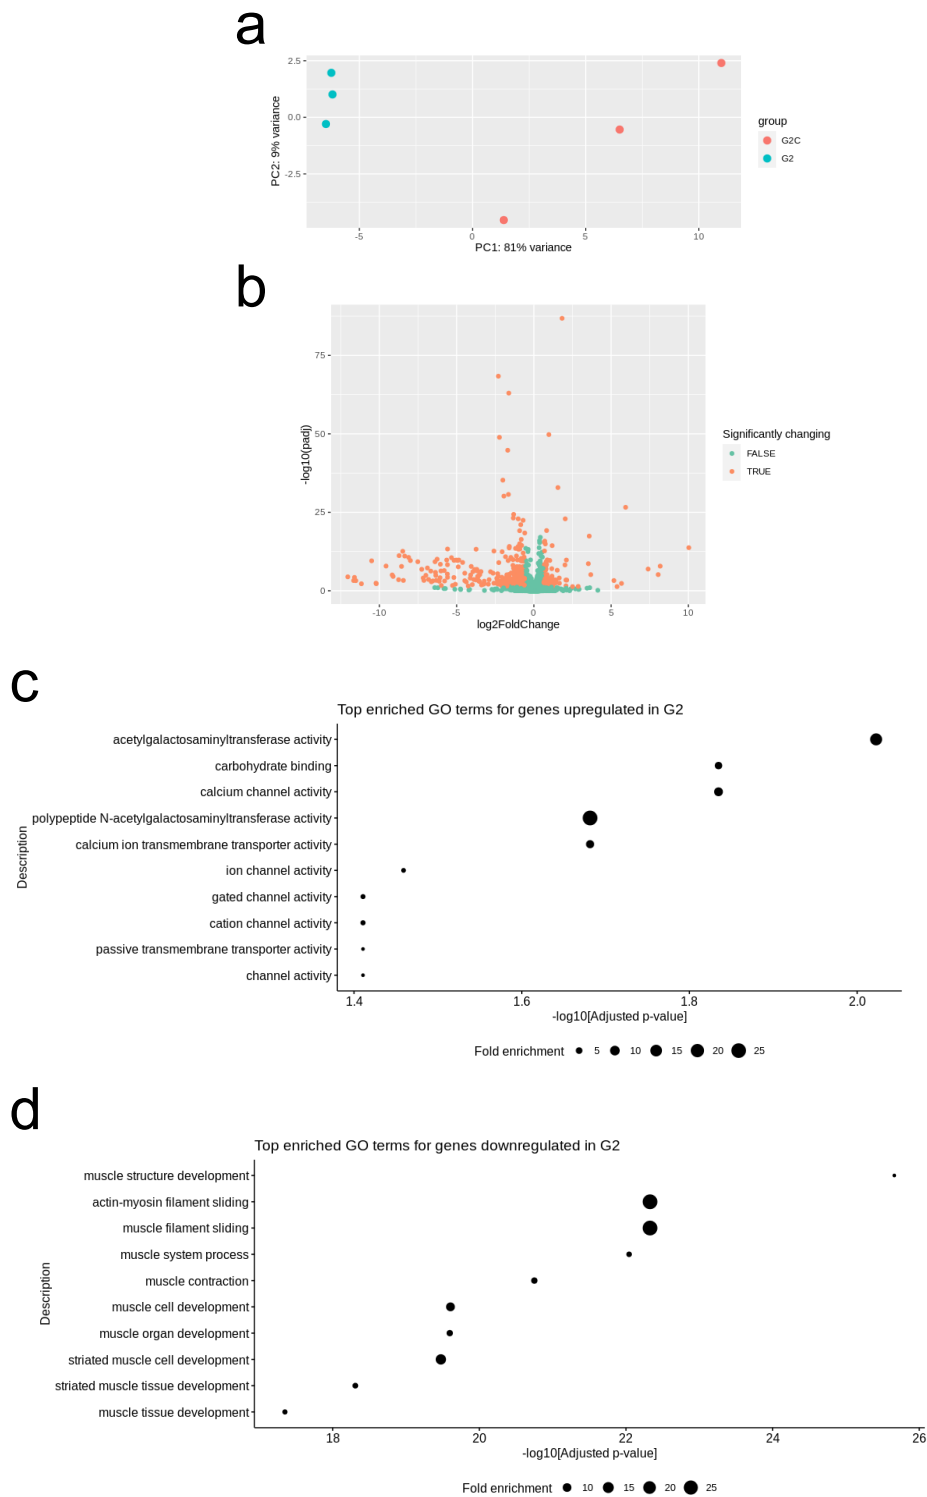 a
2.5
0.0
-2.5
PC2: 9% variance
-5
0
5
10
PC1: 81% variance
group
G2C
G2
b
75
50
25
0
-log10(padj)
-10
-5
0
5
10
log2FoldChange
Significantly changing
FALSE
TRUE
c
Top enriched GO terms for genes upregulated in G2
acetylgalactosaminyltransferase activity
carbohydrate binding
calcium channel activity
polypeptide N-acetylgalactosaminyltransferase activity
calcium ion transmembrane transporter activity
ion channel activity
gated channel activity
cation channel activity
passive transmembrane transporter activity
channel activity
Description
1.4
1.6
1.8
2.0
-log10[Adjusted p-value]
Fold enrichment 5 10 15 20 25
d
Top enriched GO terms for genes downregulated in G2
muscle structure development
actin-myosin filament sliding
muscle filament sliding
muscle system process
muscle contraction
muscle cell development
muscle organ development
striated muscle cell development
striated muscle tissue development
muscle tissue development
Description
18
20
22
24
26
-log10[Adjusted p-value]
Fold enrichment 10 15 20 25